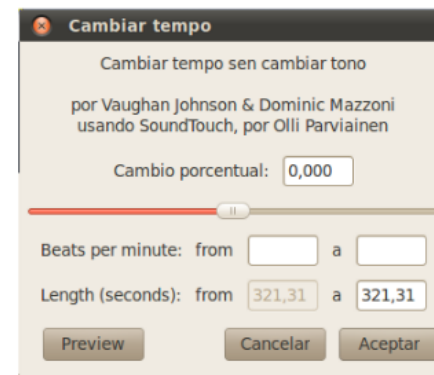 Cambiar tempo
Cambiar tempo sen cambiar tono
por Vaughan Johnson & Dominic Mazzoni
usando SoundTouch, por Olli Parviainen
Cambio porcentual: 0,000
Beats per minute: from a
Length (seconds): from 321,31 a 321,31
Preview Cancelar Aceptar